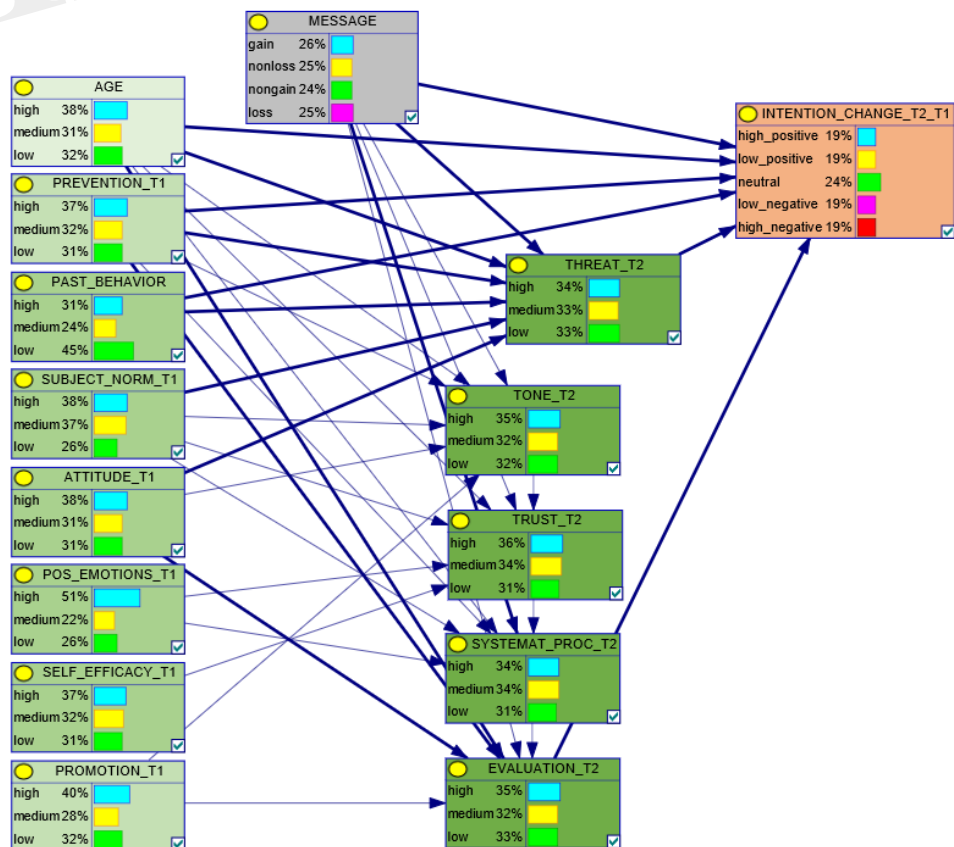 MESSAGE
gain 26%
nonloss 25%
nongain 24%
loss 25%
AGE
high 38%
medium 31%
low 32%
PREVENTION_T1
high 37%
medium 32%
low 31%
PAST_BEHAVIOR
high 31%
medium 24%
low 45%
SUBJECT_NORM_T1
high 38%
medium 37%
low 26%
ATTITUDE_T1
high 38%
medium 31%
low 31%
POS_EMOTIONS_T1
high 51%
medium 22%
low 26%
SELF_EFFICACY_T1
high 37%
medium 32%
low 31%
PROMOTION_T1
high 40%
medium 28%
low 32%
INTENTION_CHANGE_T2_T1
high_positive 19%
low_positive 19%
neutral 24%
low_negative 19%
high_negative 19%
THREAT_T2
high 34%
medium 33%
low 33%
TONE_T2
high 35%
medium 32%
low 32%
TRUST_T2
high 36%
medium 34%
low 31%
SYSTEMAT_PROC_T2
high 34%
medium 34%
low 31%
EVALUATION_T2
high 35%
medium 32%
low 33%